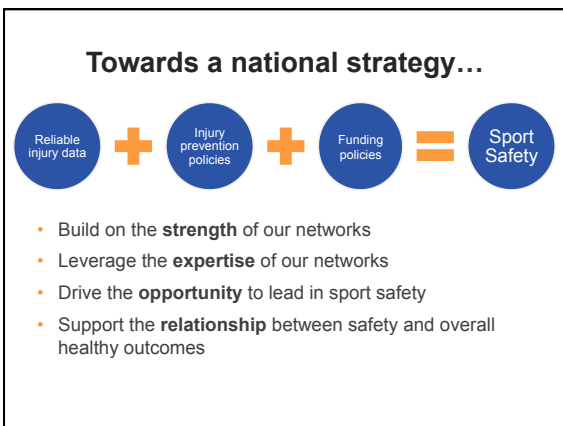 Towards a national strategy…
Reliable
injury data
Injury
prevention
policies
Funding
policies
Sport
Safety
• Build on the strength of our networks
• Leverage the expertise of our networks
• Drive the opportunity to lead in sport safety
• Support the relationship between safety and overall
healthy outcomes